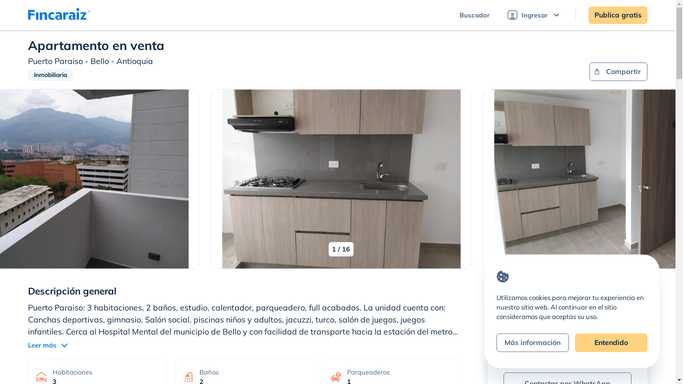 Fincaraiz
Buscador
Ingresar
Publica gratis
Apartamento en venta
Puerto Paraiso - Bello - Antioquia
Inmobiliaria
Compartir
1 / 16
Descripción general
Puerto Paraiso: 3 habitaciones, 2 baños, estudio, calentador, parqueadero, full acabados. La unidad cuenta con:
Canchas deportivas, gimnasio. Salón social, piscinas niños y adultos, jacuzzi, turco, salón de juegos, juegos
infantiles. Cerca al Hospital Mental del municipio de Bello y con facilidad de transporte hacia la estación del metro...
Leer más
Utilizamos cookies para mejorar tu experiencia en
nuestro sitio web. Al continuar en el sitio
consideramos que aceptas su uso.
Más información
Entendido
Habitaciones
3
Baños
2
Parqueaderos
1
Contactar por WhatsApp